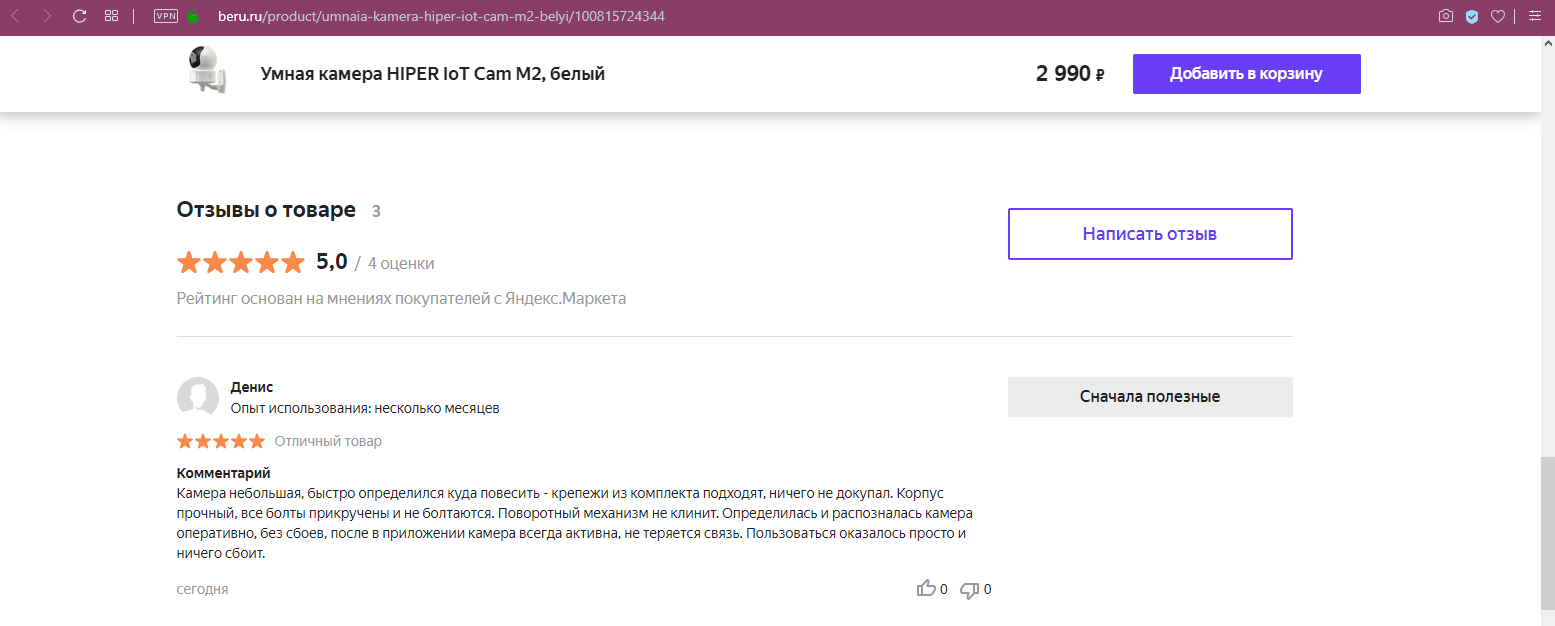 VPN beru.ru/product/umnaia-kamera-hiper-iot-cam-m2-belyi/100815724344
Умная камера HIPER IoT Cam M2, белый
2 990 ₽
Добавить в корзину
Отзывы о товаре 3
Написать отзыв
5,0 / 4 оценки
Рейтинг основан на мнениях покупателей с Яндекс.Маркета
Денис
Опыт использования: несколько месяцев
Сначала полезные
Отличный товар
Комментарий
Камера небольшая, быстро определился куда повесить - крепежи из комплекта подходят, ничего не докупал. Корпус
прочный, все болты прикручены и не болтаются. Поворотный механизм не клинит. Определилась и распозналась камера
оперативно, без сбоев, после в приложении камера всегда активна, не теряется связь. Пользоваться оказалось просто и
ничего сбоит.
сегодня
0 0